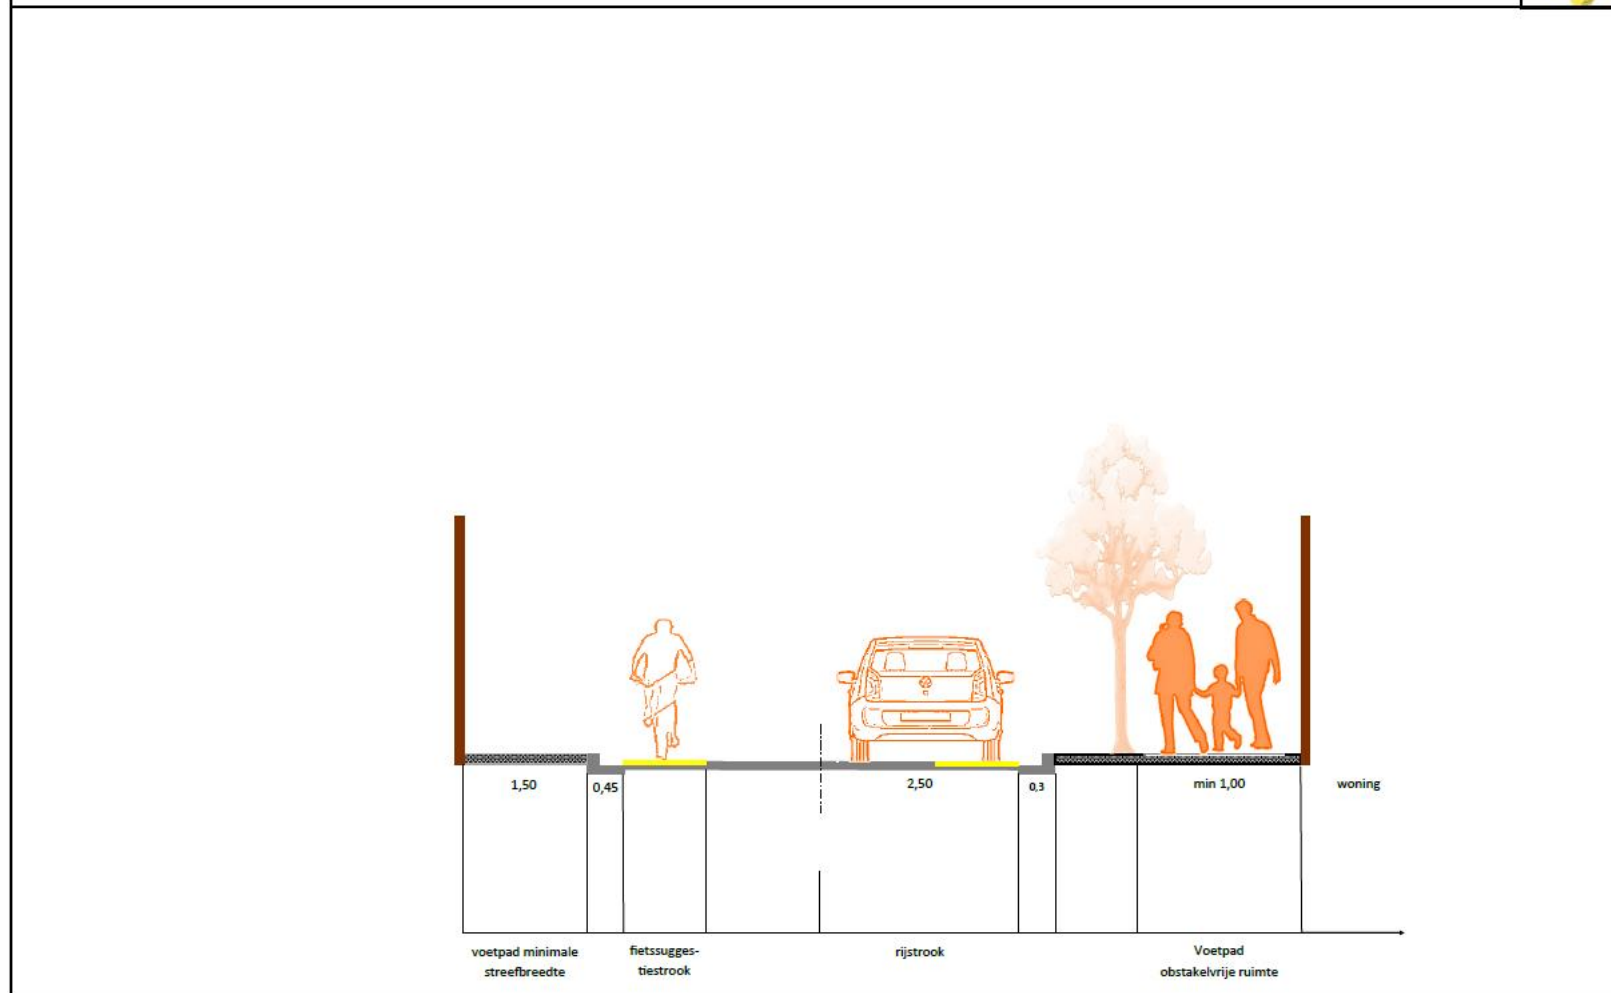 1,50
0,45
2,50
0,3
min 1,00
woning
voetpad minimale
streefbreedte
fietssugges-
tiestrook
rijstrook
Voetpad
obstakelvrije ruimte